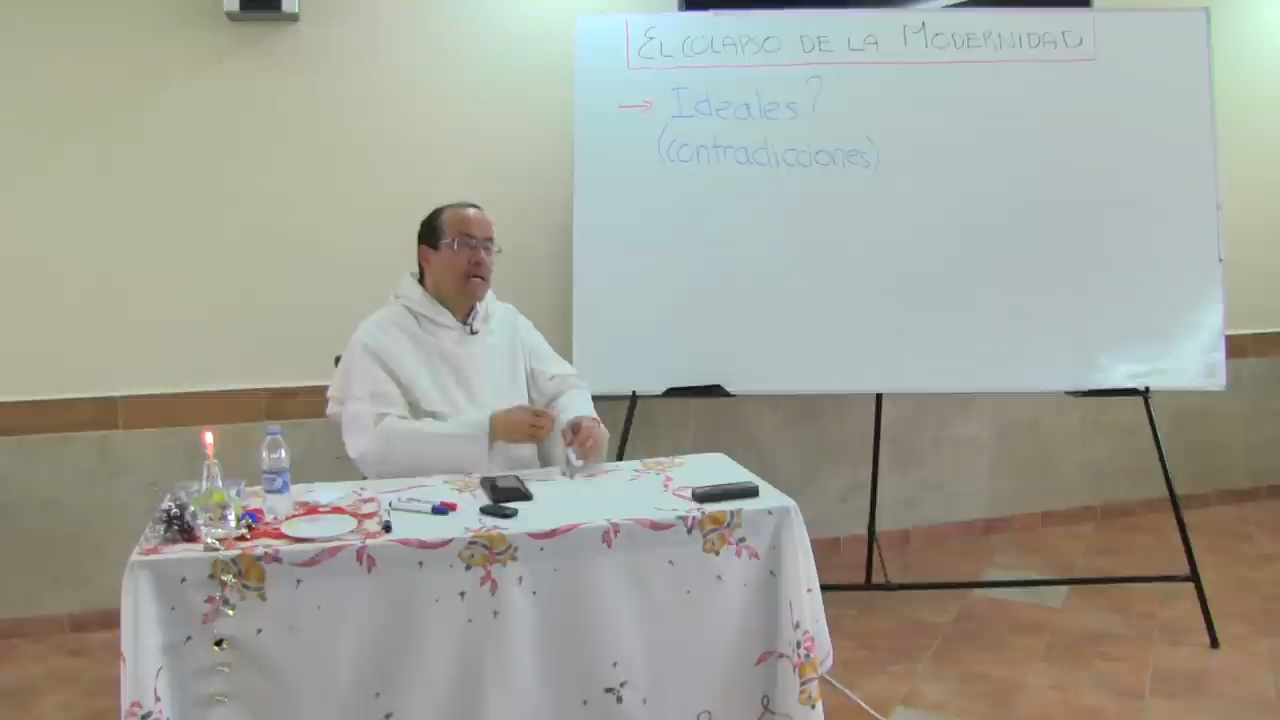 EL COLAPSO DE LA MODERNIDAD
→ Ideales?
(contradicciones)